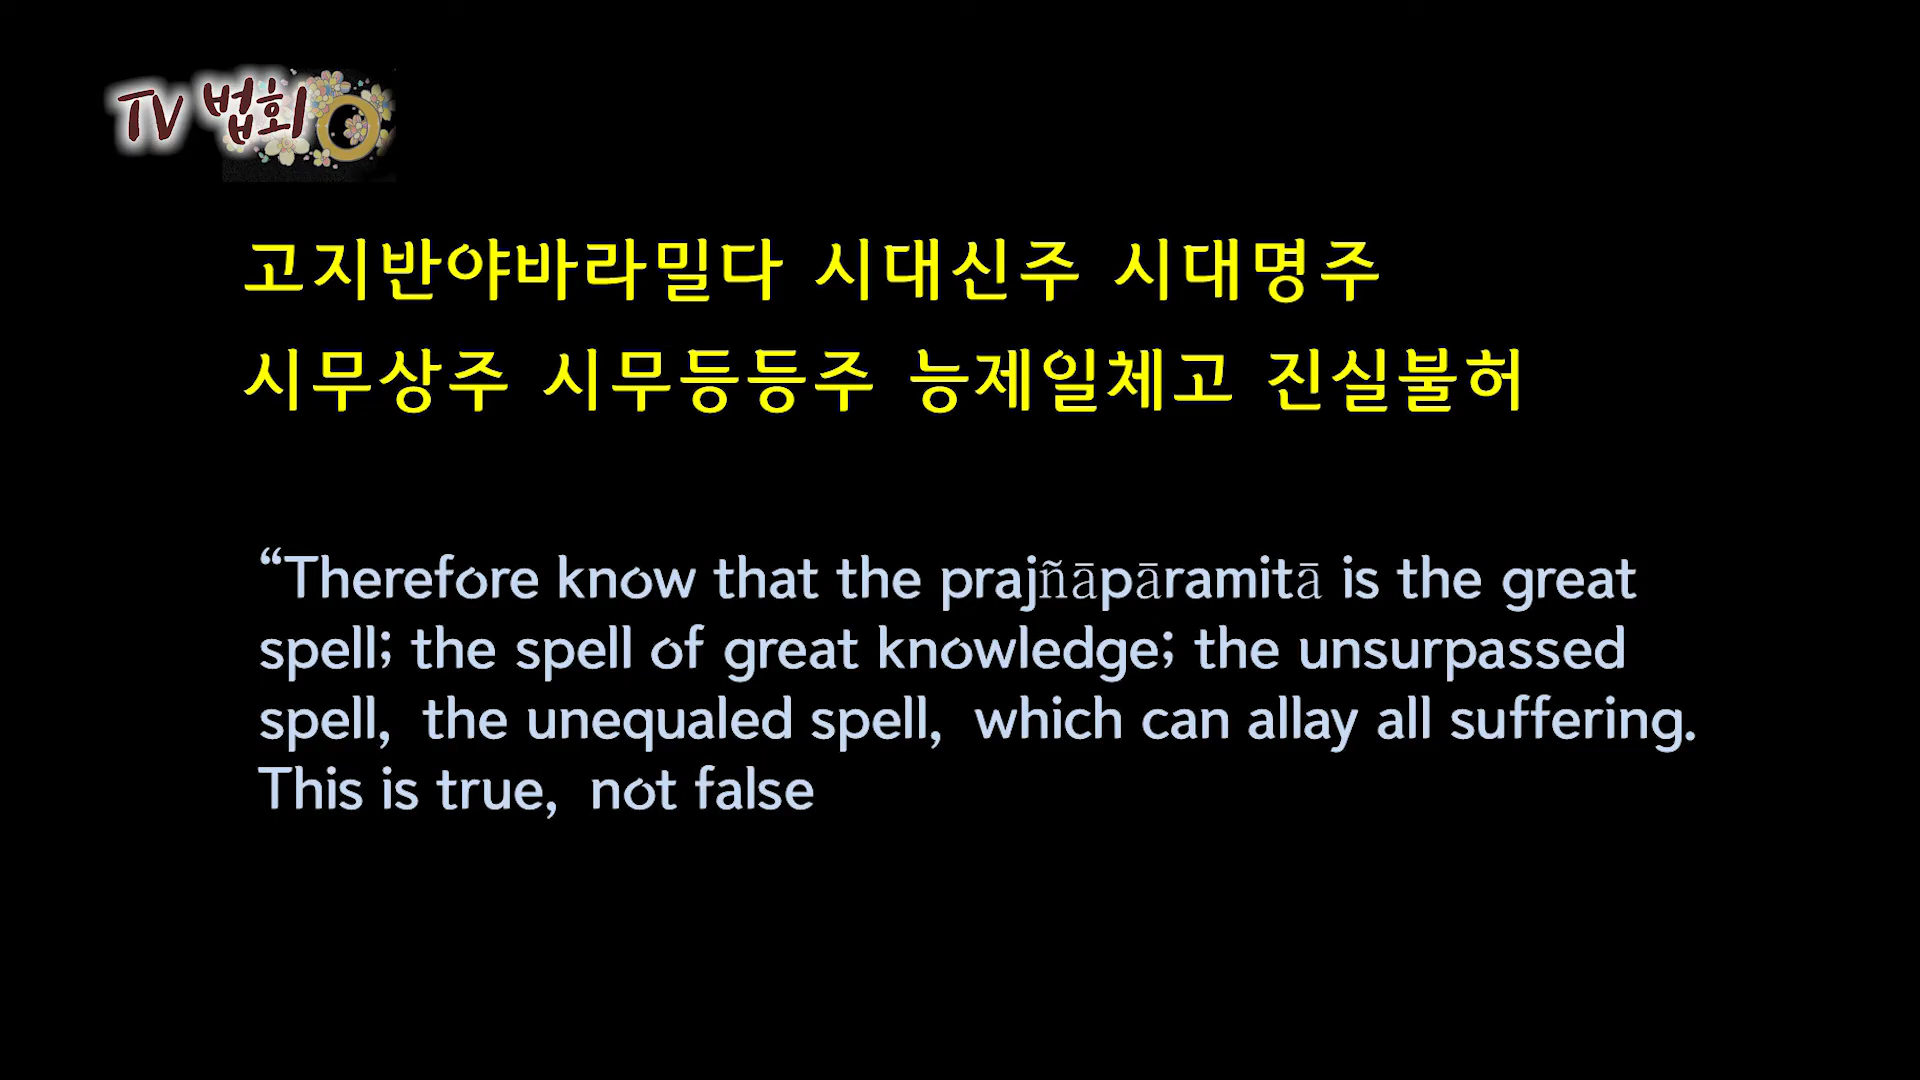 TV 법회
고지반야바라밀다 시대신주 시대명주
시무상주 시무등등주 능제일체고 진실불허
“Therefore know that the prajñāpāramitā is the great
spell; the spell of great knowledge; the unsurpassed
spell, the unequaled spell, which can allay all suffering.
This is true, not false